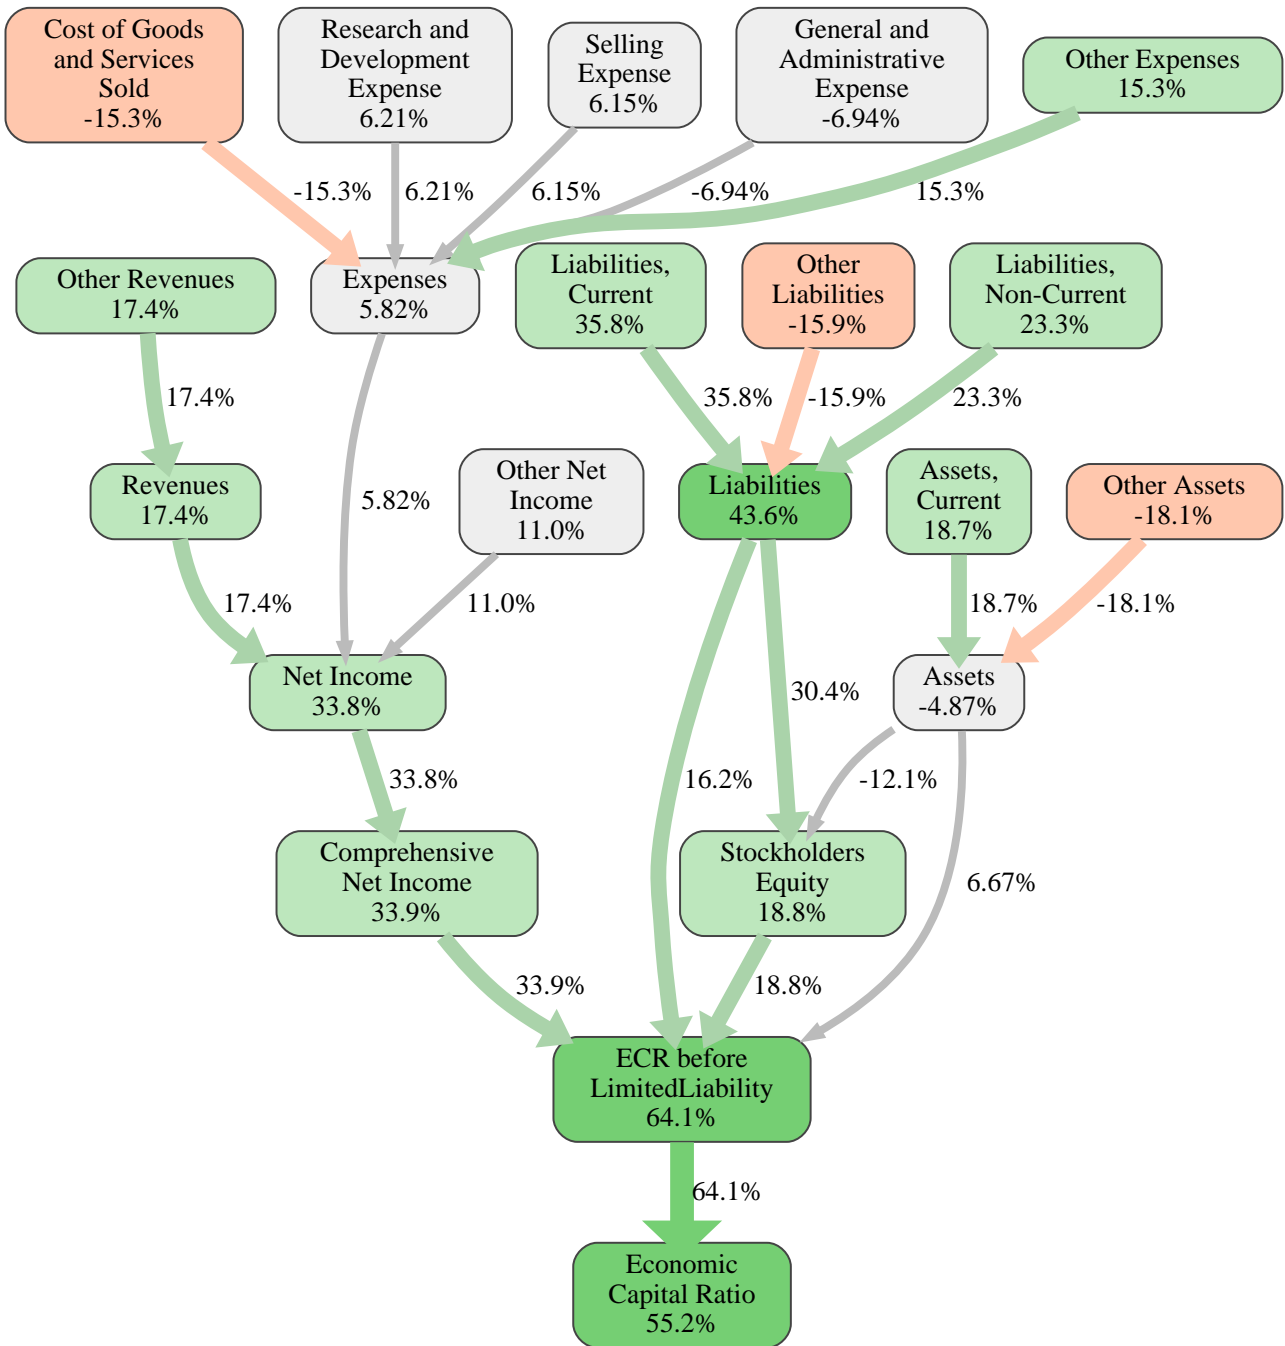 Cost of Goods
and Services
Sold
-15.3%
Research and
Development
Expense
6.21%
Selling
Expense
6.15%
General and
Administrative
Expense
-6.94%
Other Expenses
15.3%
-15.3%
6.21%
6.15%
-6.94%
15.3%
Other Revenues
17.4%
Expenses
5.82%
Liabilities,
Current
35.8%
Other
Liabilities
-15.9%
Liabilities,
Non-Current
23.3%
17.4%
35.8%
-15.9%
23.3%
Revenues
17.4%
5.82%
Other Net
Income
11.0%
Liabilities
43.6%
Assets,
Current
18.7%
Other Assets
-18.1%
17.4%
11.0%
18.7%
-18.1%
Net Income
33.8%
30.4%
Assets
-4.87%
33.8%
16.2%
-12.1%
Comprehensive
Net Income
33.9%
Stockholders
Equity
18.8%
6.67%
33.9%
18.8%
ECR before
LimitedLiability
64.1%
64.1%
Economic
Capital Ratio
55.2%